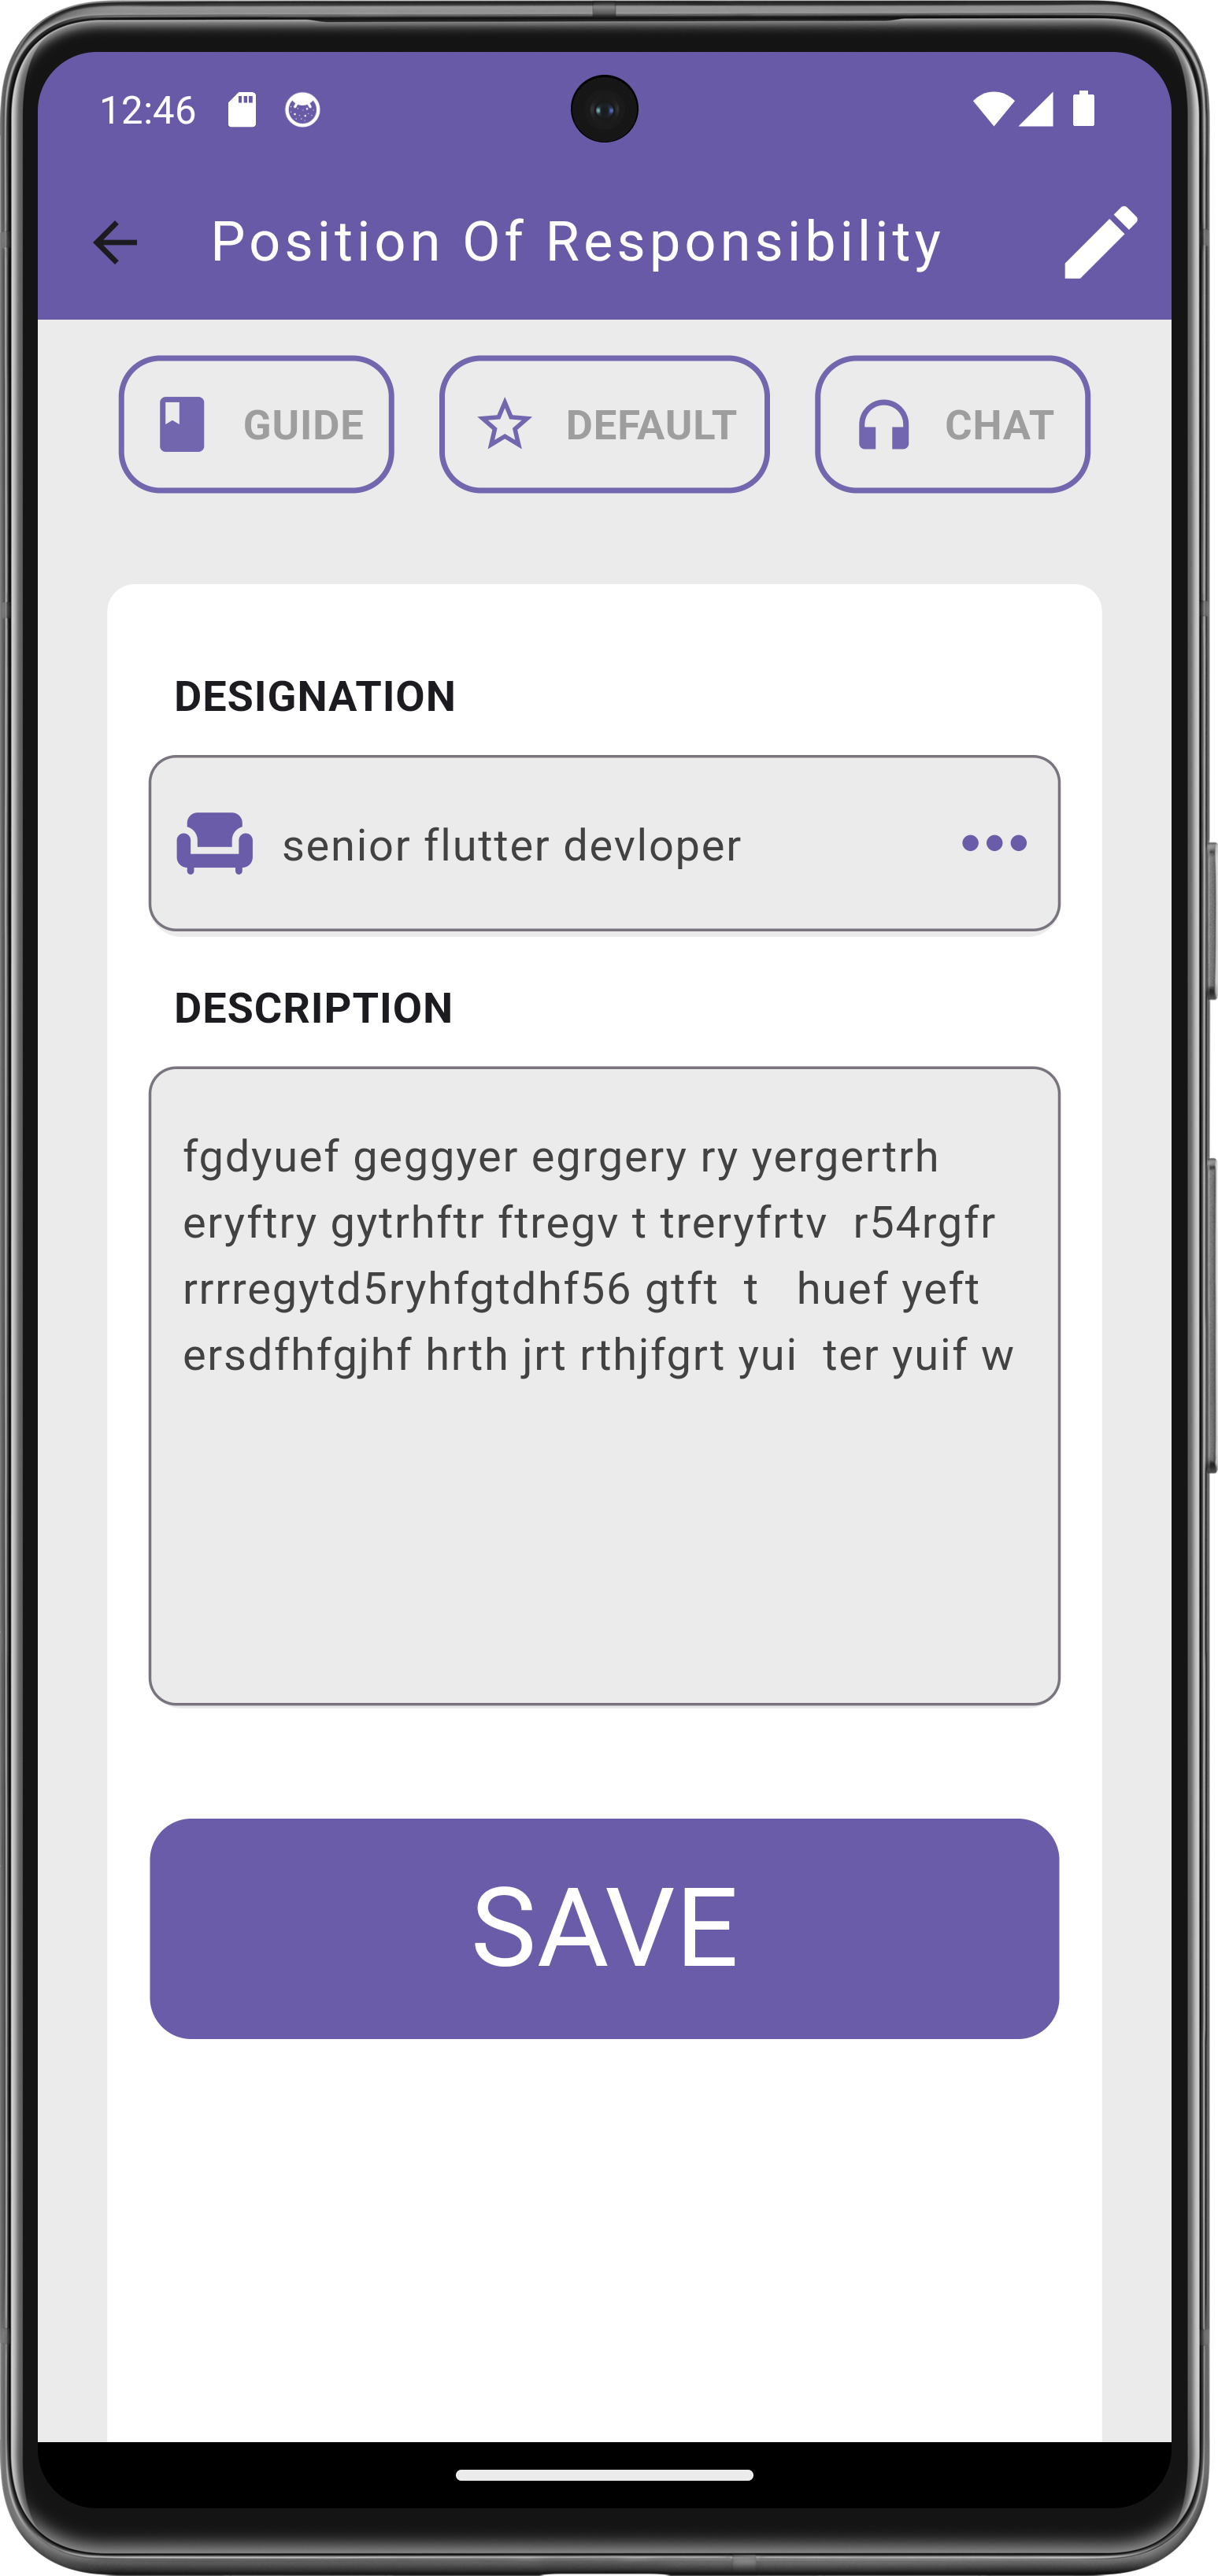 12:46
Position Of Responsibility
GUIDE DEFAULT CHAT
DESIGNATION
senior flutter devloper
DESCRIPTION
fgdyuef geggyer egrgery ry yergertrh
eryftry gytrhftr ftregv t treryfrtv  r54rgfr
rrrregytd5ryhfgtdhf56 gtft  t   huef yeft
ersdfhfgjhf hrth jrt rthjfgrt yui  ter yuif w
SAVE